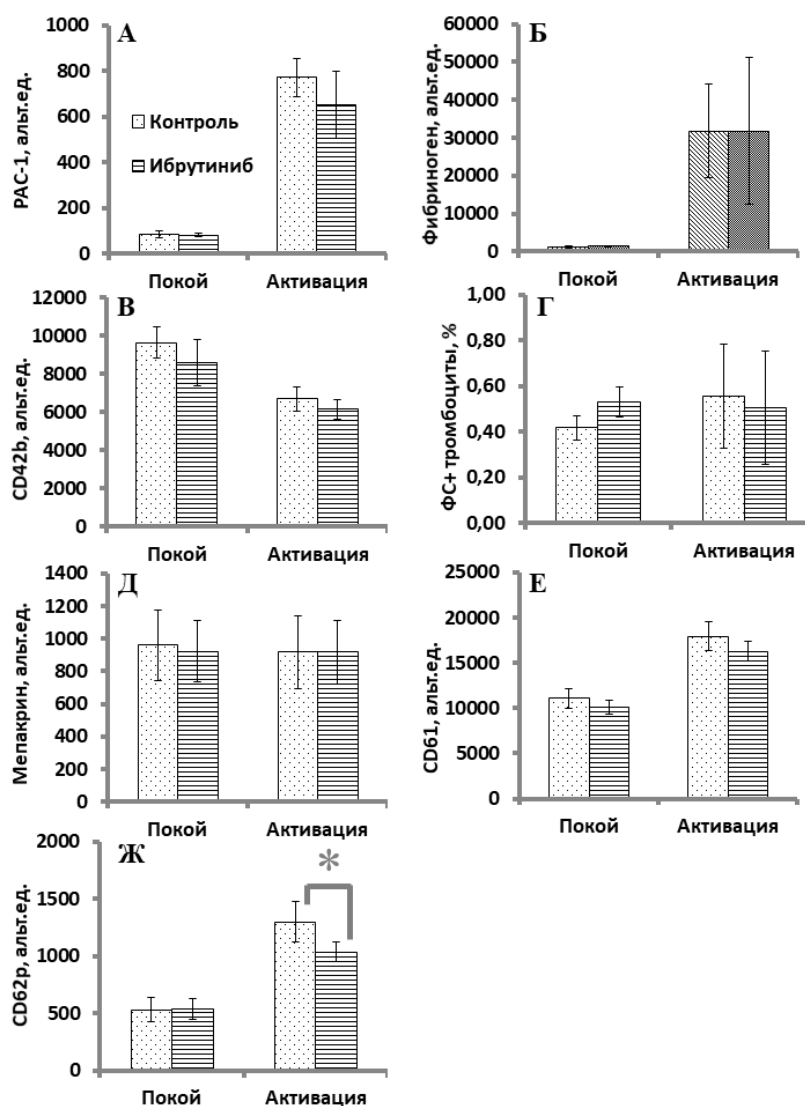 А
PAC-1, альт.ед.
1000
800
600
400
200
0
Контроль
Ибрутиниб
Покой Активация
Б
Фибриноген, альт.ед.
60000
50000
40000
30000
20000
10000
0
Покой Активация
В
CD42b, альт.ед.
12000
10000
8000
6000
4000
2000
0
Покой Активация
Г
ФС+ тромбоциты, %
1,00
0,80
0,60
0,40
0,20
0,00
Покой Активация
Д
Мепакрин, альт.ед.
1400
1200
1000
800
600
400
200
0
Покой Активация
Е
CD61, альт.ед.
25000
20000
15000
10000
5000
0
Покой Активация
Ж
CD62p, альт.ед.
2000
1500
1000
500
0
*
Покой Активация